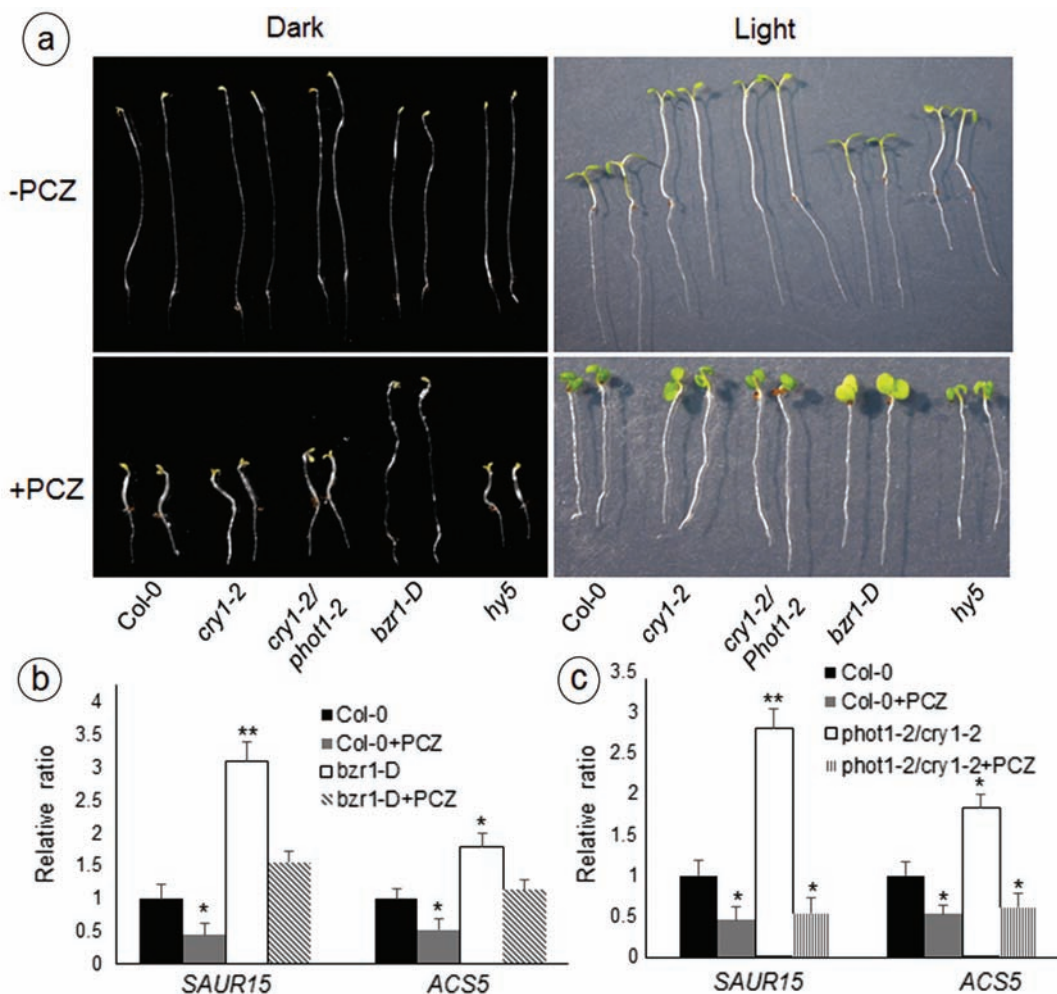 a
Dark
Light
-PCZ
+PCZ
Col-0
cry1-2
cry1-2/
phot1-2
bzr1-D
hy5
Col-0
cry1-2
cry1-2/
Phot1-2
bzr1-D
hy5
b
Relative ratio
4
3.5
3
2.5
2
1.5
1
0.5
0
Col-0
Col-0+PCZ
bzr1-D
bzr1-D+PCZ
*
**
*
*
SAUR15
ACS5
c
Relative ratio
3.5
3
2.5
2
1.5
1
0.5
0
Col-0
Col-0+PCZ
phot1-2/cry1-2
phot1-2/cry1-2+PCZ
*
**
*
*
*
*
SAUR15
ACS5